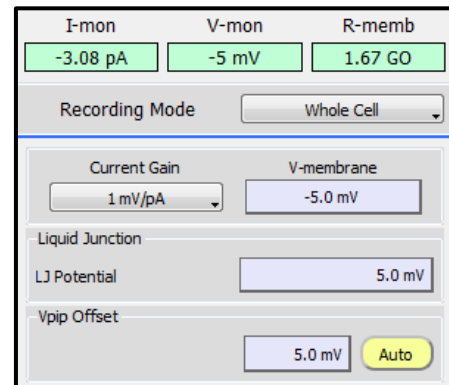 I-mon V-mon R-memb
-3.08 pA -5 mV 1.67 GO
Recording Mode Whole Cell
Current Gain V-membrane
1 mV/pA -5.0 mV
Liquid Junction
LJ Potential 5.0 mV
Vpip Offset
5.0 mV Auto